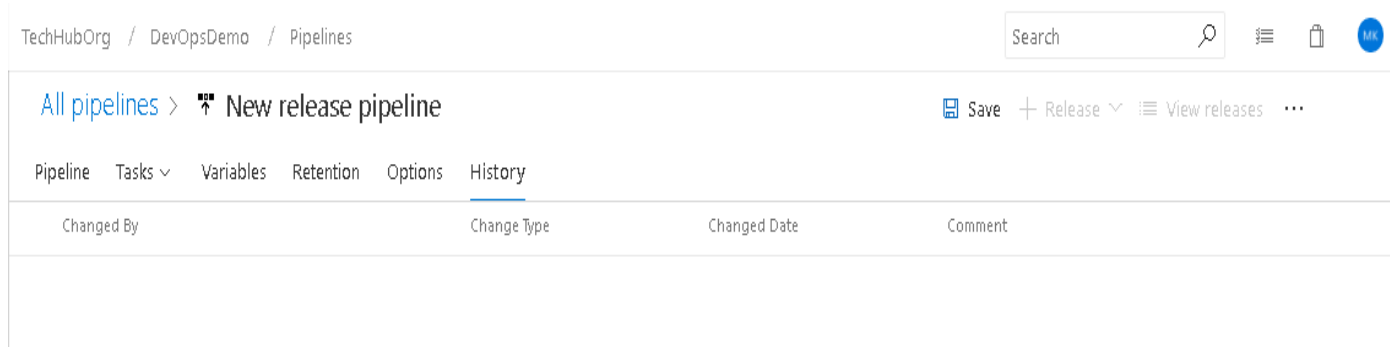 TechHubOrg / DevOpsDemo / Pipelines Search MK
All pipelines > New release pipeline Save + Release View releases ...
Pipeline Tasks Variables Retention Options History
Changed By Change Type Changed Date Comment